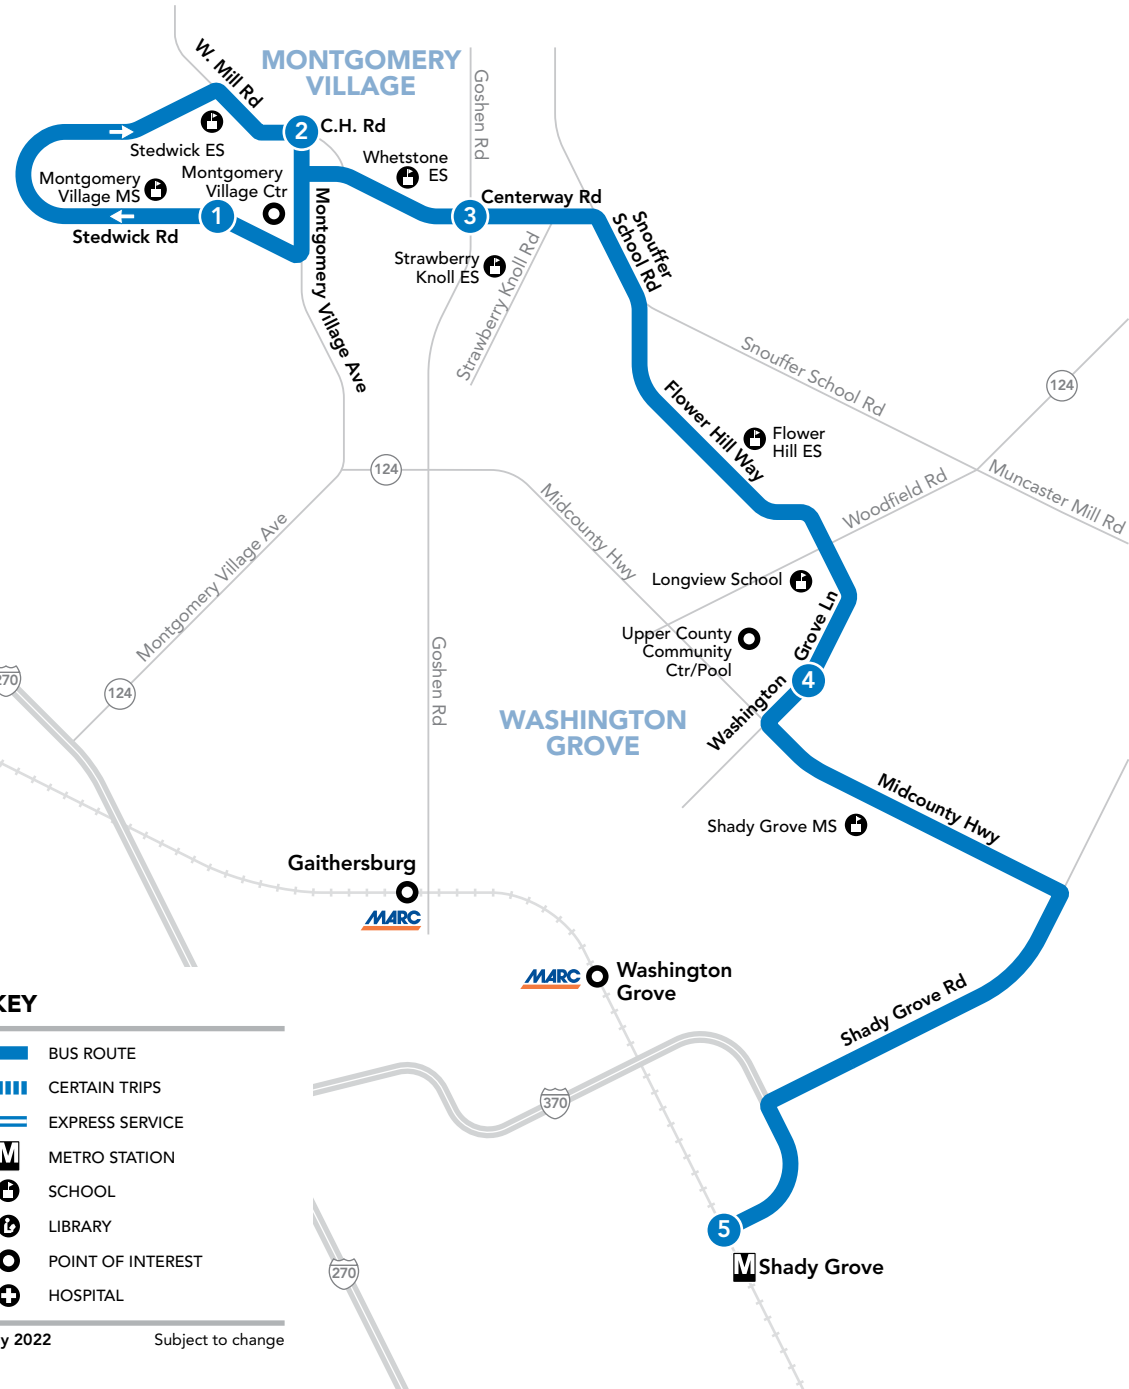 W. Mill Rd
MONTGOMERY
VILLAGE
Goshen Rd
2
C.H. Rd
Stedwick ES
Whetstone
ES
Montgomery
Village MS
Montgomery
Village Ctr
1
3
Centerway Rd
Stedwick Rd
Montgomery Village Ave
Snouffer
School Rd
Strawberry
Knoll ES
Strawberry Knoll Rd
Snouffer School Rd
124
Flower Hill Way
Flower
Hill ES
124
Midcounty Hwy
Woodfield Rd
Muncaster Mill Rd
Montgomery Village Ave
Longview School
Grove Ln
Upper County
Community
Ctr/Pool
Goshen Rd
270
124
4
Washington
WASHINGTON
GROVE
Midcounty Hwy
Shady Grove MS
Gaithersburg
MARC
MARC
Washington
Grove
Shady Grove Rd
KEY
BUS ROUTE
CERTAIN TRIPS
EXPRESS SERVICE
M METRO STATION
SCHOOL
LIBRARY
POINT OF INTEREST
HOSPITAL
370
5
M Shady Grove
270
y 2022
Subject to change